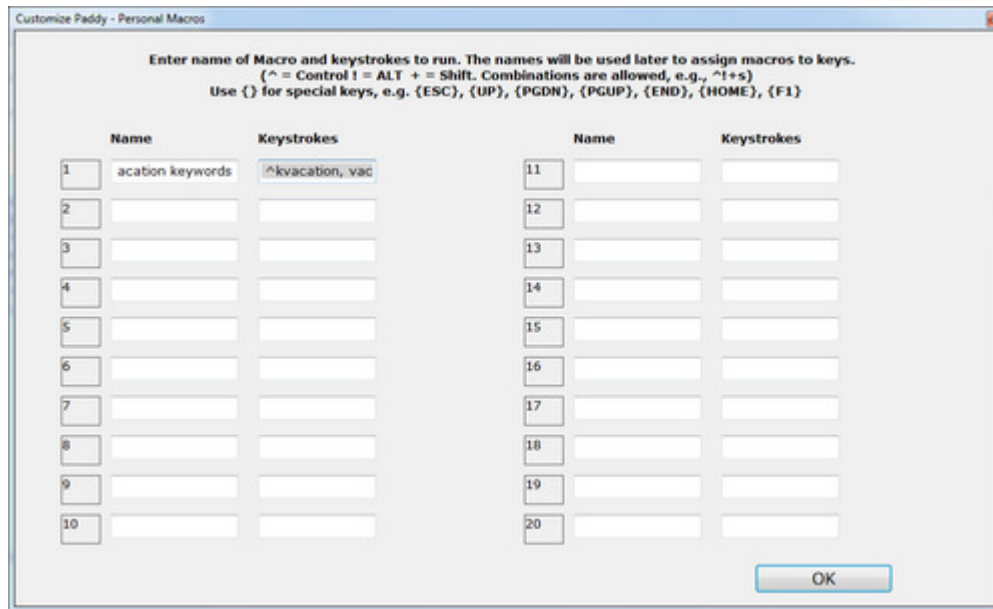 Customize Paddy - Personal Macros
Enter name of Macro and keystrokes to run. The names will be used later to assign macros to keys.
(^ = Control ! = ALT + = Shift. Combinations are allowed, e.g., ^!+s)
Use {} for special keys, e.g. {ESC}, {UP}, {PGDN}, {PGUP}, {END}, {HOME}, {F1}
Name Keystrokes Name Keystrokes
1 acation keywords ^kvacation, vac 11
2 12
3 13
4 14
5 15
6 16
7 17
8 18
9 19
10 20
OK